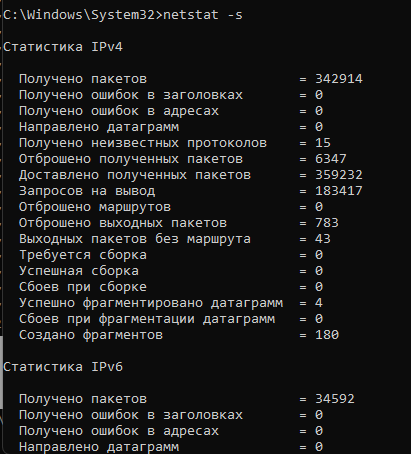 C:\Windows\System32>netstat -s
Статистика IPv4
Получено пакетов = 342914
Получено ошибок в заголовках = 0
Получено ошибок в адресах = 0
Направлено датаграмм = 0
Получено неизвестных протоколов = 15
Отброшено полученных пакетов = 6347
Доставлено полученных пакетов = 359232
Запросов на вывод = 183417
Отброшено маршрутов = 0
Отброшено выходных пакетов = 783
Выходных пакетов без маршрута = 43
Требуется сборка = 0
Успешная сборка = 0
Сбоев при сборке = 0
Успешно фрагментировано датаграмм = 4
Сбоев при фрагментации датаграмм = 0
Создано фрагментов = 180
Статистика IPv6
Получено пакетов = 34592
Получено ошибок в заголовках = 0
Получено ошибок в адресах = 0
Направлено датаграмм = 0